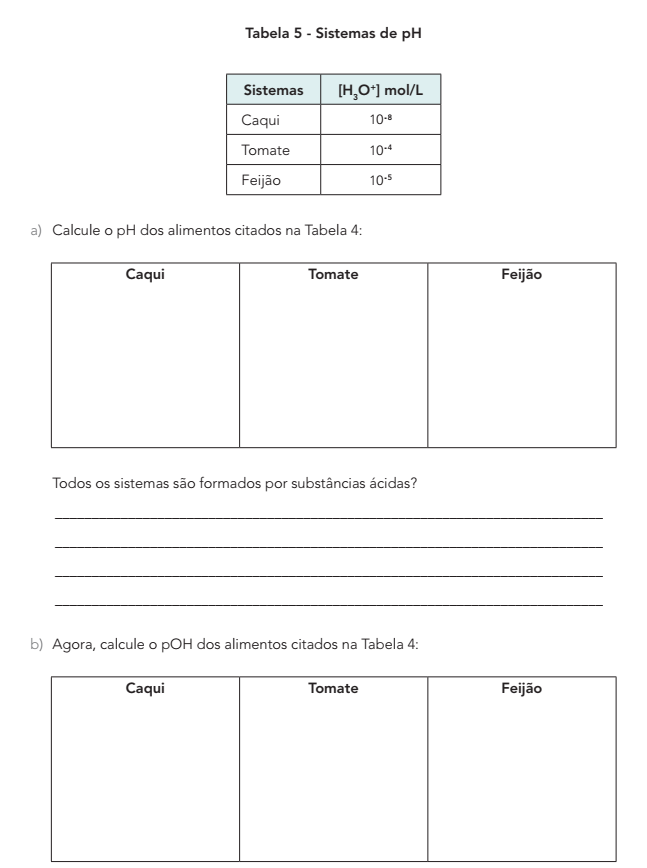 Tabela 5 - Sistemas de pH
Sistemas [H₃O⁺] mol/L
Caqui 10⁻⁸
Tomate 10⁻⁴
Feijão 10⁻⁵
a) Calcule o pH dos alimentos citados na Tabela 4:
Caqui Tomate Feijão
Todos os sistemas são formados por substâncias ácidas?
b) Agora, calcule o pOH dos alimentos citados na Tabela 4:
Caqui Tomate Feijão